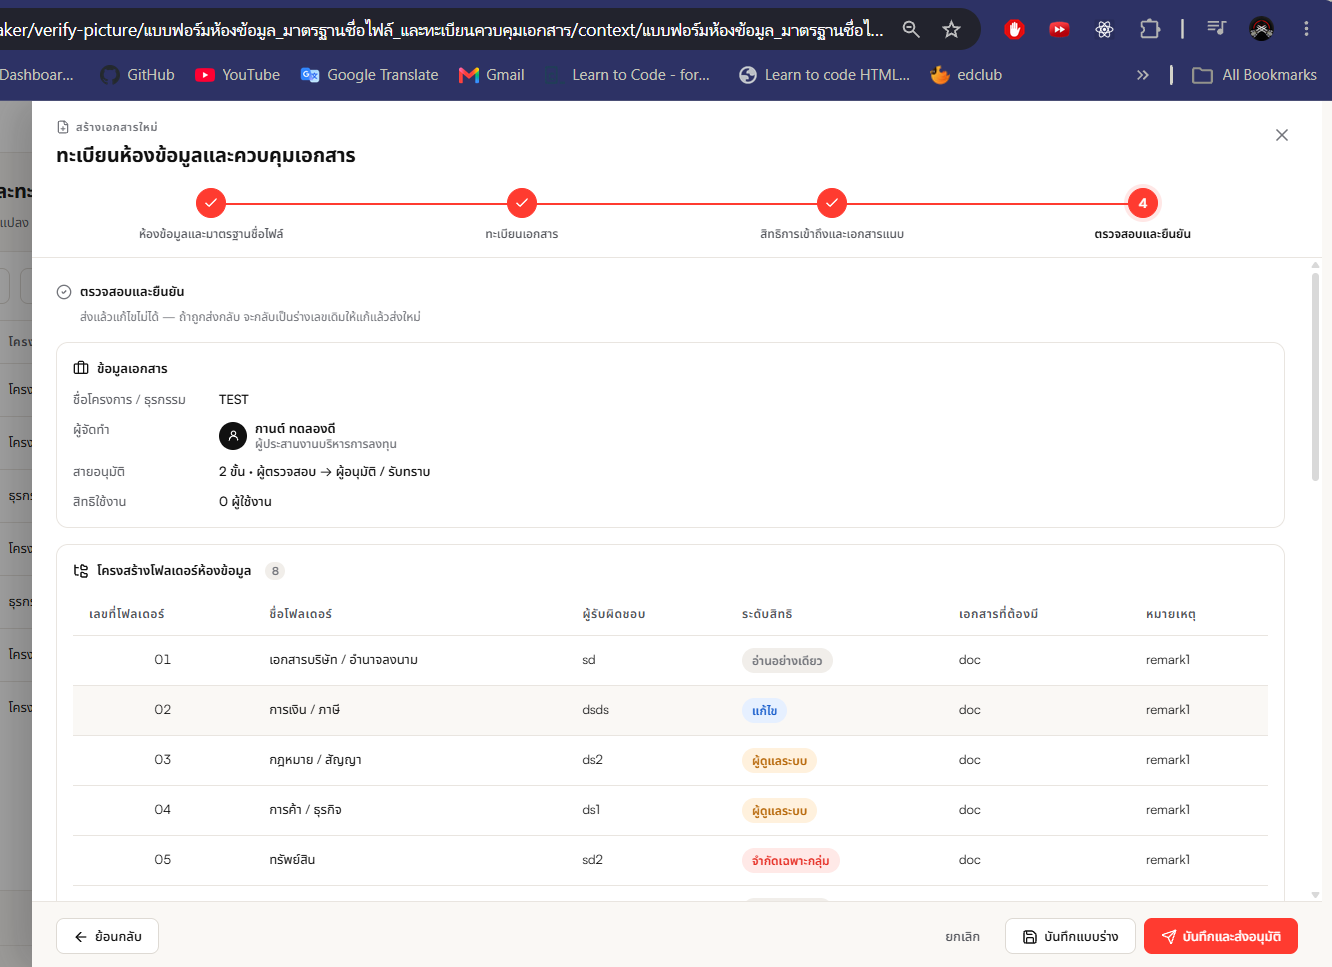 aker/verify-picture/แบบฟอร์มห้องข้อมูล_มาตรฐานชื่อไฟล์_และทะเบียนควบคุมเอกสาร/context/แบบฟอร์มห้องข้อมูล_มาตรฐานชื่อไ...
Dashboar... GitHub YouTube Google Translate Gmail Learn to Code - for... Learn to code HTML... edclub » All Bookmarks
สร้างเอกสารใหม่
ทะเบียนห้องข้อมูลและควบคุมเอกสาร
4
ห้องข้อมูลและมาตรฐานชื่อไฟล์ ทะเบียนเอกสาร สิทธิการเข้าถึงและเอกสารแนบ ตรวจสอบและยืนยัน
ตรวจสอบและยืนยัน
ส่งแล้วแก้ไขไม่ได้ — ถ้าถูกส่งกลับ จะกลับเป็นร่างเลขเดิมให้แก้แล้วส่งใหม่
ข้อมูลเอกสาร
ชื่อโครงการ / ธุรกรรม TEST
ผู้จัดทำ กานต์ ทดลองดี
ผู้ประสานงานบริหารการลงทุน
สายอนุมัติ 2 ขั้น • ผู้ตรวจสอบ → ผู้อนุมัติ / รับทราบ
สิทธิใช้งาน 0 ผู้ใช้งาน
โครงสร้างโฟลเดอร์ห้องข้อมูล 8
เลขที่โฟลเดอร์ ชื่อโฟลเดอร์ ผู้รับผิดชอบ ระดับสิทธิ เอกสารที่ต้องมี หมายเหตุ
01 เอกสารบริษัท / อำนาจลงนาม sd อ่านอย่างเดียว doc remark1
02 การเงิน / ภาษี dsds แก้ไข doc remark1
03 กฎหมาย / สัญญา ds2 ผู้ดูแลระบบ doc remark1
04 การค้า / ธุรกิจ ds1 ผู้ดูแลระบบ doc remark1
05 ทรัพย์สิน sd2 จำกัดเฉพาะกลุ่ม doc remark1
← ย้อนกลับ ยกเลิก บันทึกแบบร่าง บันทึกและส่งอนุมัติ